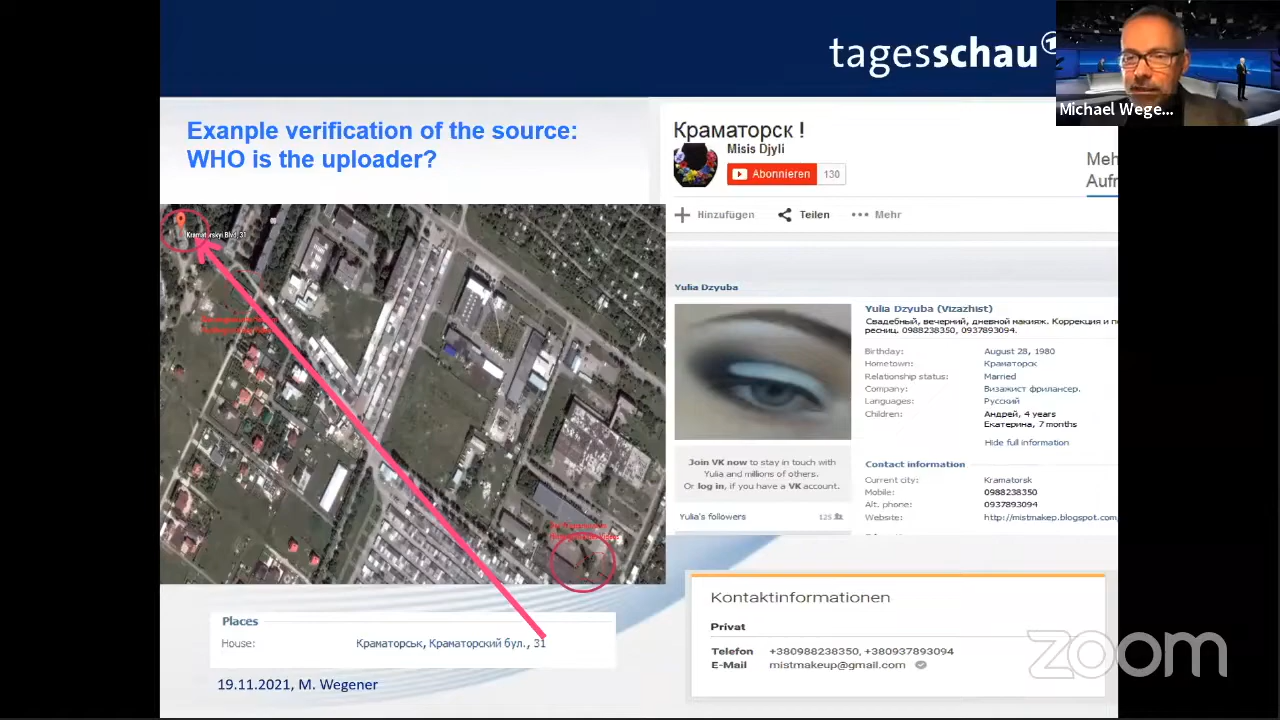 tagesschau
Michael Wege...
Exanple verification of the source:
WHO is the uploader?
Краматорск !
Misis Djyli
Abonnieren 130
Meh
Aufr
Hinzufügen Teilen Mehr
Kramatorskyi Blvd, 31
Yulia Dzyuba
Yulia Dzyuba (Vizazhist)
Свадебный, вечерний, дневной макияж. Коррекция и
ресниц. 0988238350, 0937893094.
Birthday: August 28, 1980
Hometown: Краматорск
Relationship status: Married
Company: Визажист фрилансер.
Languages: Русский
Children: Андрей, 4 years
Екатерина, 7 months
Hide full information
Join VK now to stay in touch with
Yulia and millions of others.
Or log in, if you have a VK account.
Yulia's followers 125
Contact information
Current city: Kramatorsk
Mobile: 0988238350
Alt. phone: 0937893094
Website: http://mistmakep.blogspot.com
Places
House: Краматорськ, Краматорский бул., 31
19.11.2021, M. Wegener
Kontaktinformationen
Privat
Telefon +380988238350, +380937893094
E-Mail mistmakeup@gmail.com
zoom